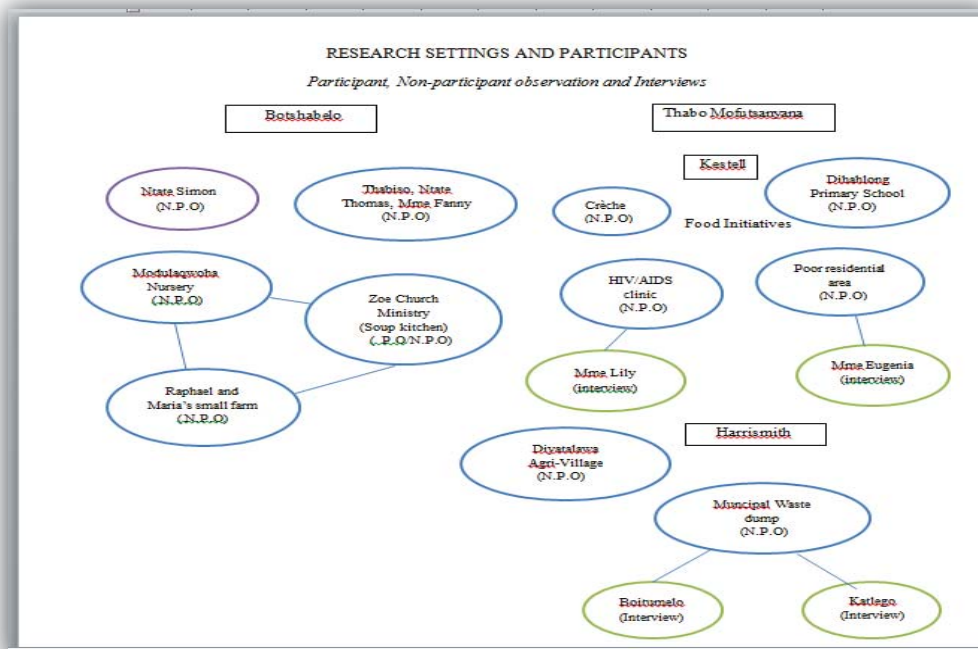 RESEARCH SETTINGS AND PARTICIPANTS
Participant, Non-participant observation and Interviews
Botshabelo
Thabo Mofutsanyana
Kestell
Ntate Simon
(N.P.O)
Thabiso, Ntate
Thomas, Mme Fanny
(N.P.O)
Crèche
(N.P.O)
Dihahlong
Primary School
(N.P.O)
Food Initiatives
Modulaqwoha
Nursery
(.N.P.O)
Zoe Church
Ministry
(Soup kitchen)
(.P.O/N.P.O)
HIV/AIDS
clinic
(N.P.O)
Poor residential
area
(N.P.O)
Raphael and
Maria's small farm
(.N.P.O)
Mme Lily
(interview)
Mme Eugenia
(interview)
Harrismith
Diyatalawa
Agri-Village
(N.P.O)
Muncipal Waste
dump
(N.P.O)
Boitumelo
(Interview)
Katlego
(Interview)